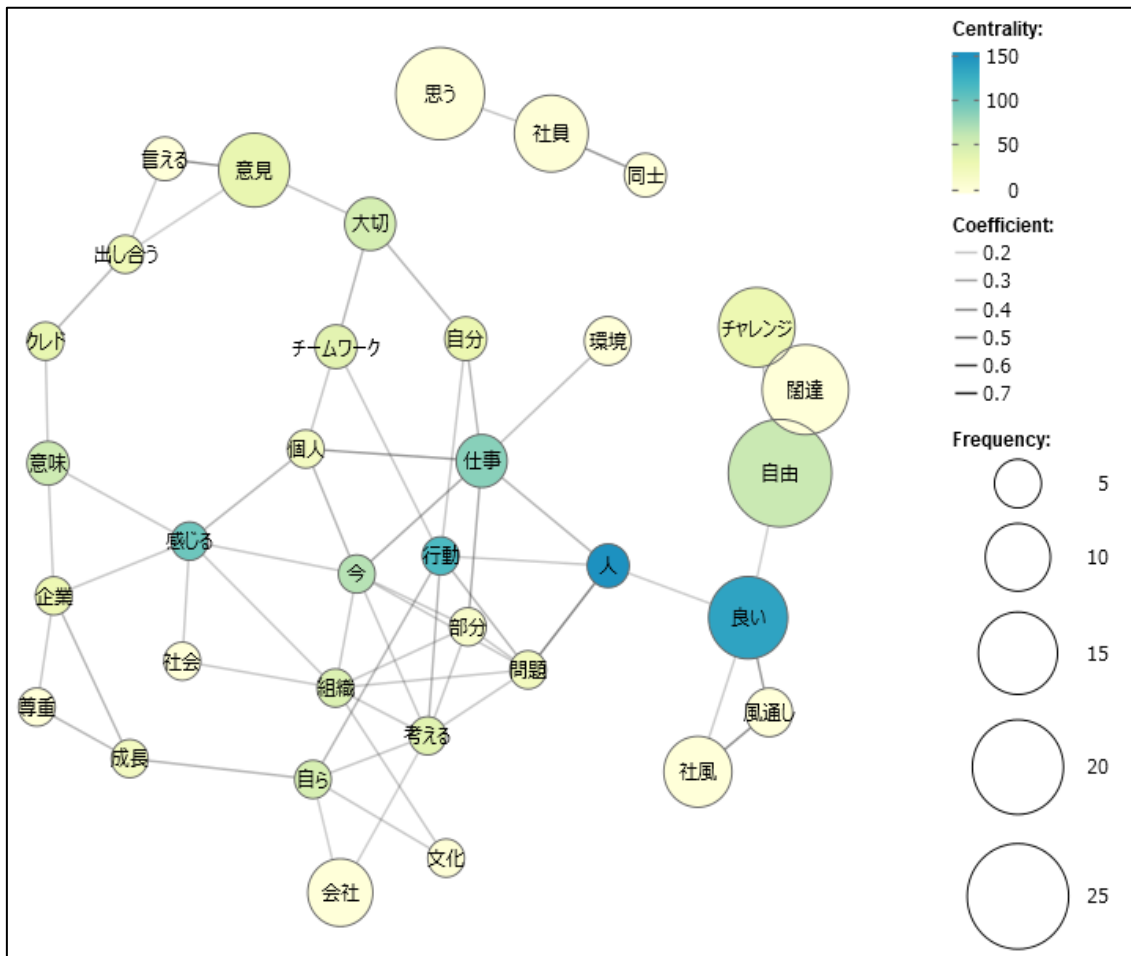 Centrality:
150
100
50
0
Coefficient:
0.2
0.3
0.4
0.5
0.6
0.7
Frequency:
5
10
15
20
25
思う
社員
同士
言える
意見
大切
出し合う
クレド
チームワーク
自分
環境
チャレンジ
闊達
自由
意味
個人
仕事
感じる
今
行動
人
企業
部分
良い
社会
組織
問題
尊重
風通し
成長
考える
社風
自ら
文化
会社